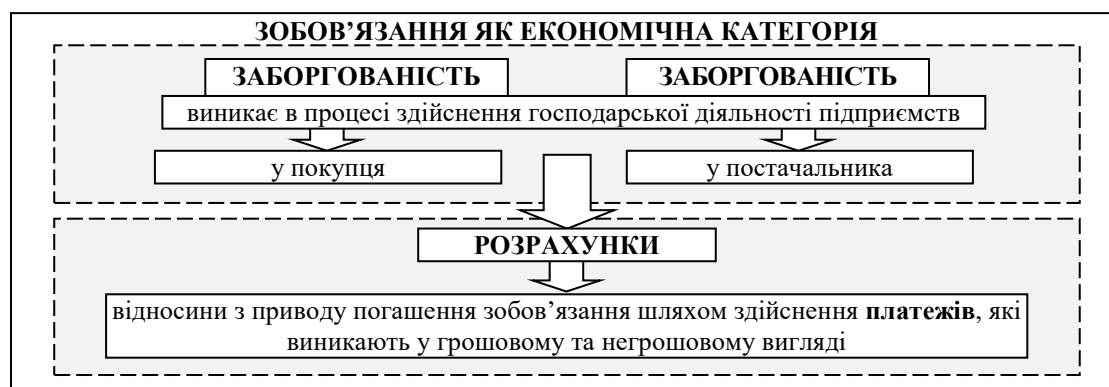 ЗОБОВ’ЯЗАННЯ ЯК ЕКОНОМІЧНА КАТЕГОРІЯ
ЗАБОРГОВАНІСТЬ
ЗАБОРГОВАНІСТЬ
виникає в процесі здійснення господарської діяльності підприємств
у покупця
у постачальника
РОЗРАХУНКИ
відносини з приводу погашення зобов’язання шляхом здійснення платежів, які
виникають у грошовому та негрошовому вигляді